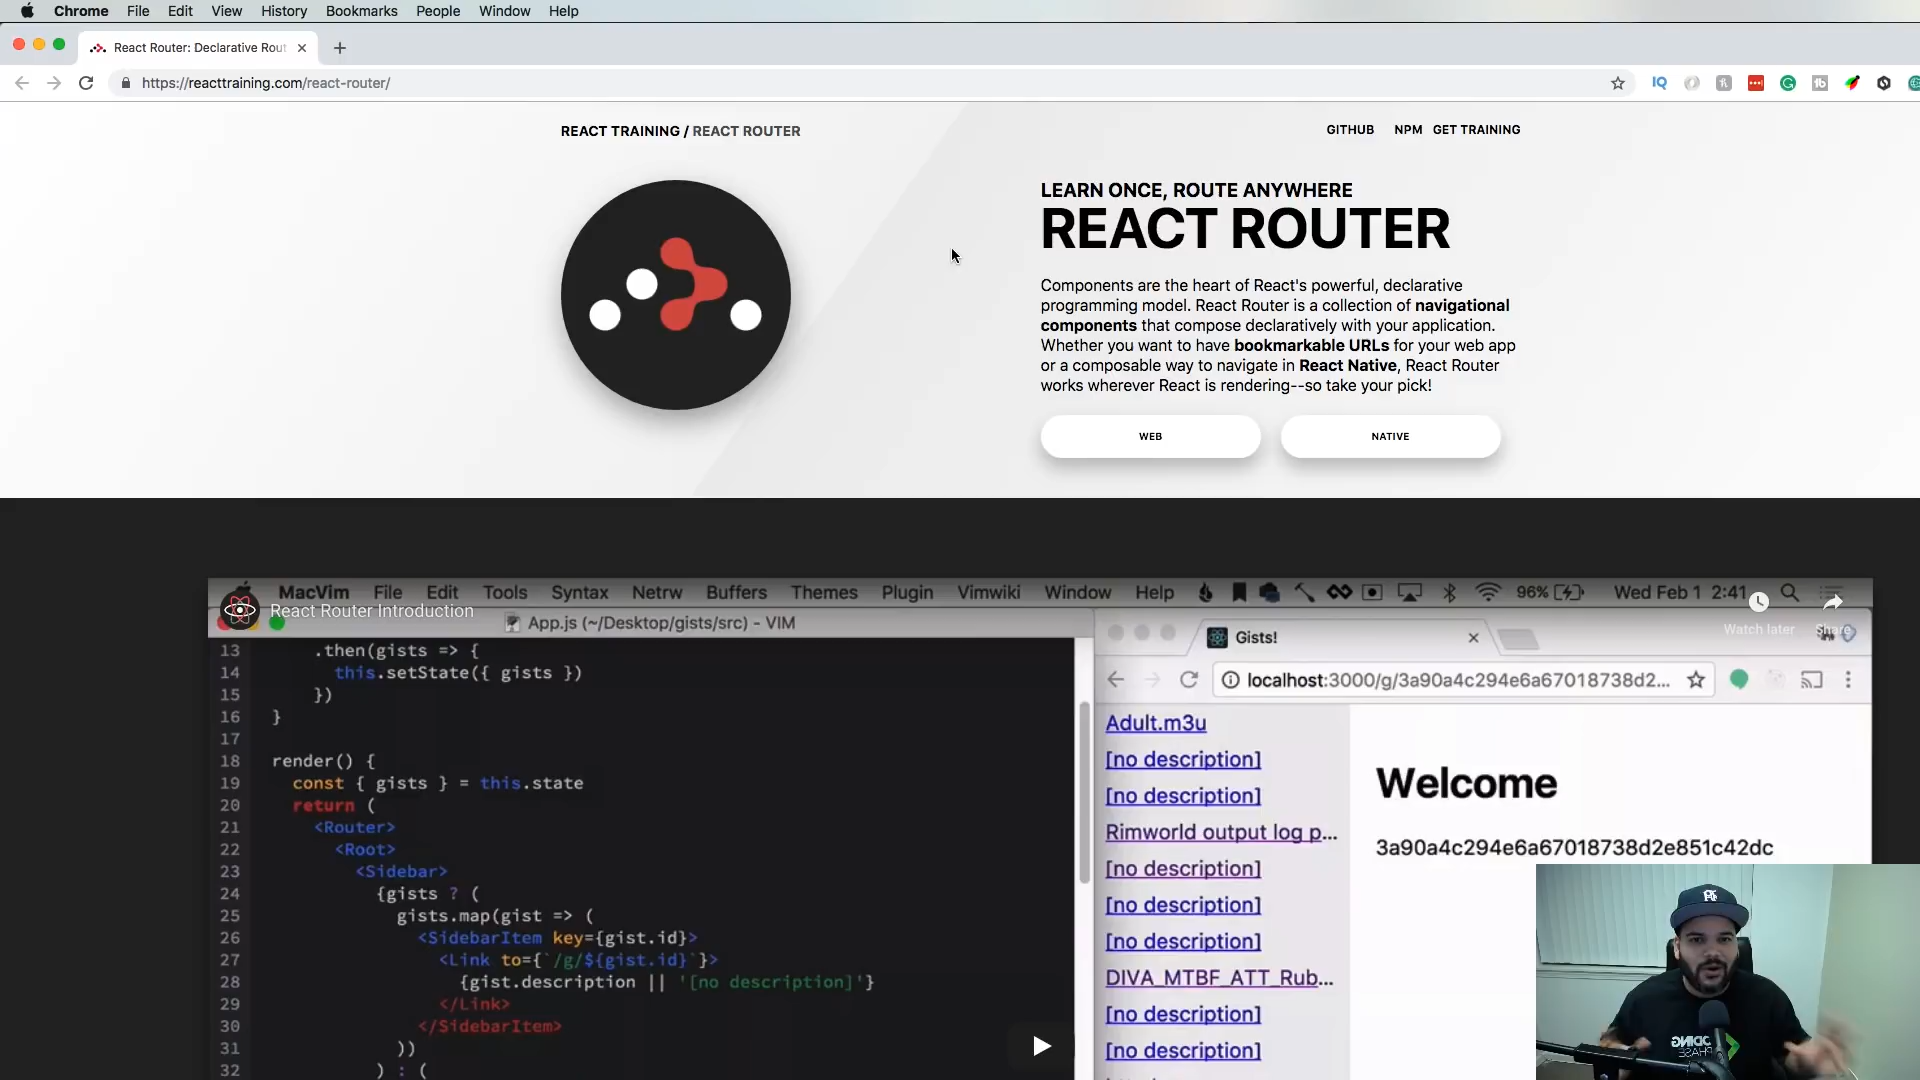 Chrome File Edit View History Bookmarks People Window Help
React Router: Declarative Rout
https://reacttraining.com/react-router/
REACT TRAINING / REACT ROUTER
GITHUB NPM GET TRAINING
LEARN ONCE, ROUTE ANYWHERE
REACT ROUTER
Components are the heart of React's powerful, declarative
programming model. React Router is a collection of navigational
components that compose declaratively with your application.
Whether you want to have bookmarkable URLs for your web app
or a composable way to navigate in React Native, React Router
works wherever React is rendering--so take your pick!
WEB
NATIVE
MacVim File Edit Tools Syntax Netrw Buffers Themes Plugin Vimwiki Window Help 96% Wed Feb 1 2:41
React Router Introduction
App.js (~/Desktop/gists/src) - VIM
Watch later
Share
13 .then(gists => {
14 this.setState({ gists })
15 })
16 }
17
18 render() {
19 const { gists } = this.state
20 return (
21 <Router>
22 <Root>
23 <Sidebar>
24 {gists ? (
25 gists.map(gist => (
26 <SidebarItem key={gist.id}>
27 <Link to={`/g/${gist.id}`}>
28 {gist.description || '[no description]'}
29 </Link>
30 </SidebarItem>
31 ))
32 ) : (
Gists!
localhost:3000/g/3a90a4c294e6a67018738d2...
Adult.m3u
[no description]
[no description]
Rimworld output log p...
[no description]
[no description]
[no description]
DIVA_MTBF_ATT_Rub...
[no description]
[no description]
Welcome
3a90a4c294e6a67018738d2e851c42dc